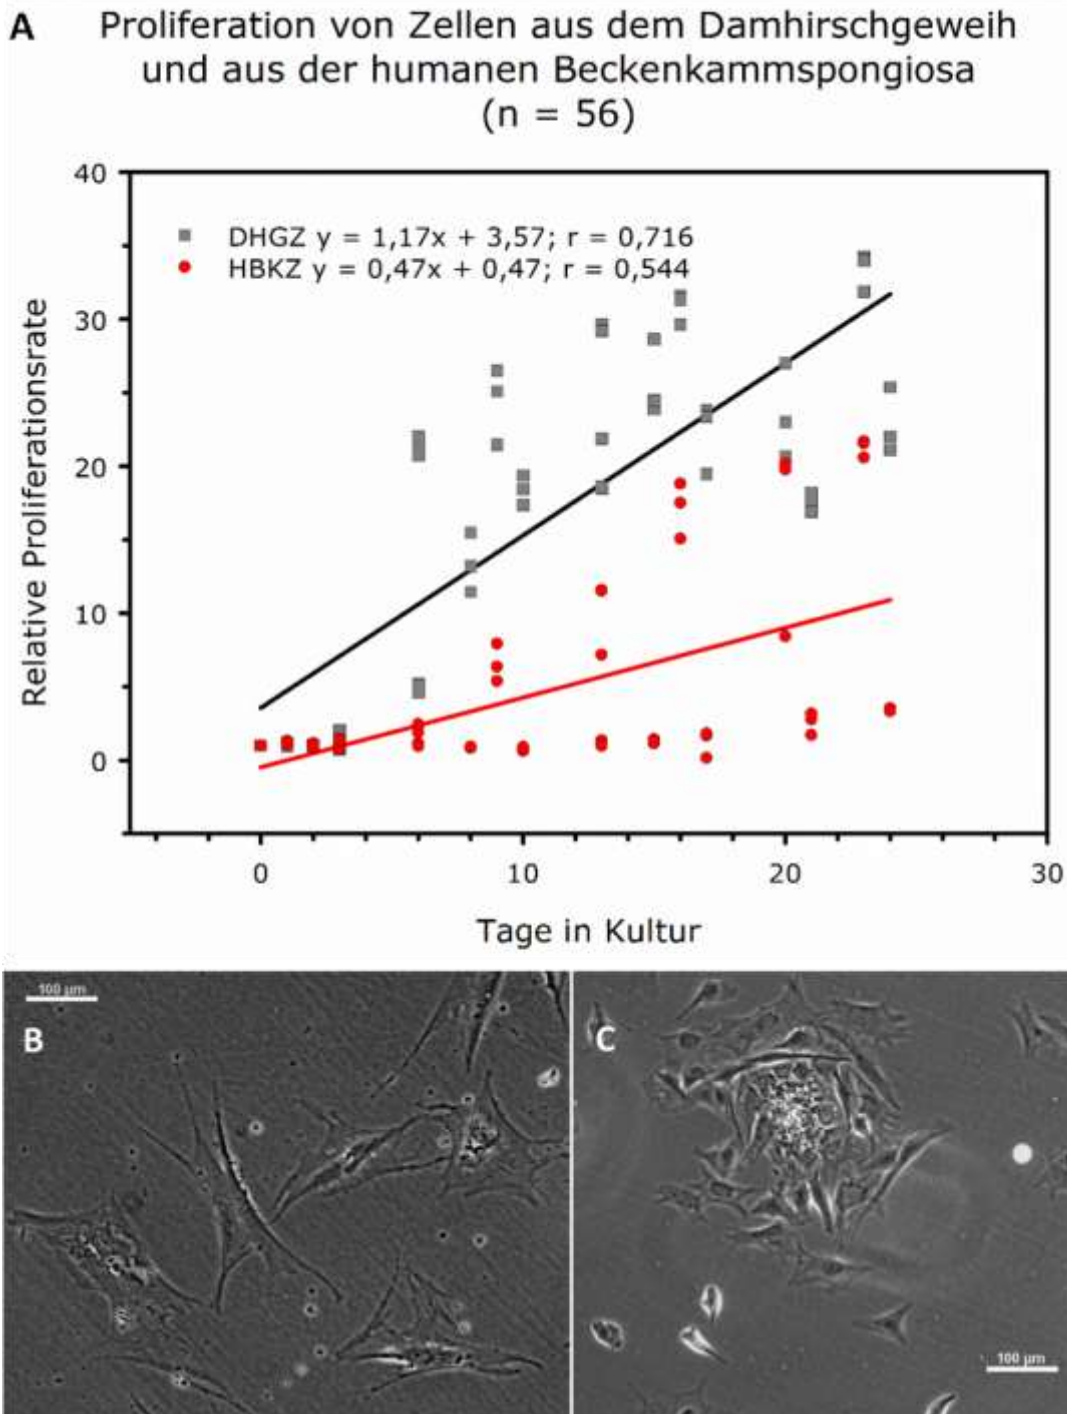 A
Proliferation von Zellen aus dem Damhirschgeweih
und aus der humanen Beckenkammspongiosa
(n = 56)
40
30
20
10
0
Relative Proliferationsrate
DHGZ y = 1,17x + 3,57; r = 0,716
HBKZ y = 0,47x + 0,47; r = 0,544
0 10 20 30
Tage in Kultur
100 µm
B
C
100 µm